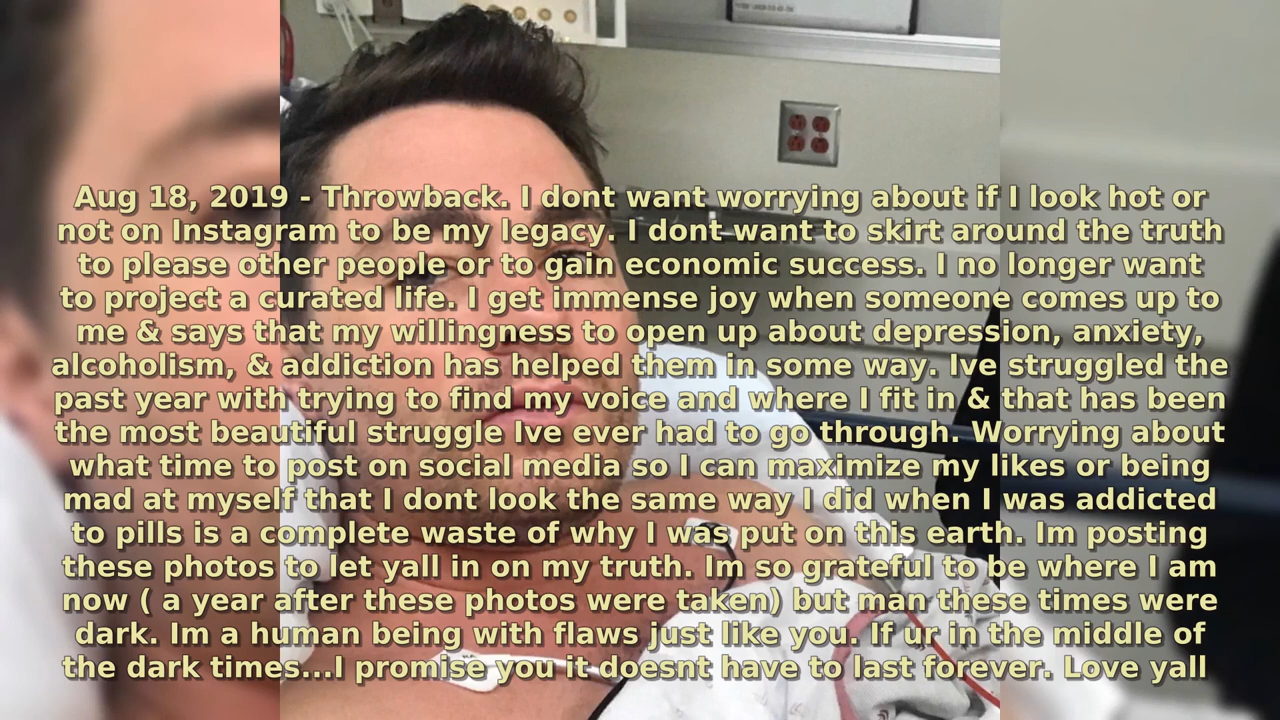 Aug 18, 2019 - Throwback. I dont want worrying about if I look hot or
not on Instagram to be my legacy. I dont want to skirt around the truth
to please other people or to gain economic success. I no longer want
to project a curated life. I get immense joy when someone comes up to
me & says that my willingness to open up about depression, anxiety,
alcoholism, & addiction has helped them in some way. Ive struggled the
past year with trying to find my voice and where I fit in & that has been
the most beautiful struggle Ive ever had to go through. Worrying about
what time to post on social media so I can maximize my likes or being
mad at myself that I dont look the same way I did when I was addicted
to pills is a complete waste of why I was put on this earth. Im posting
these photos to let yall in on my truth. Im so grateful to be where I am
now ( a year after these photos were taken) but man these times were
dark. Im a human being with flaws just like you. If ur in the middle of
the dark times...I promise you it doesnt have to last forever. Love yall